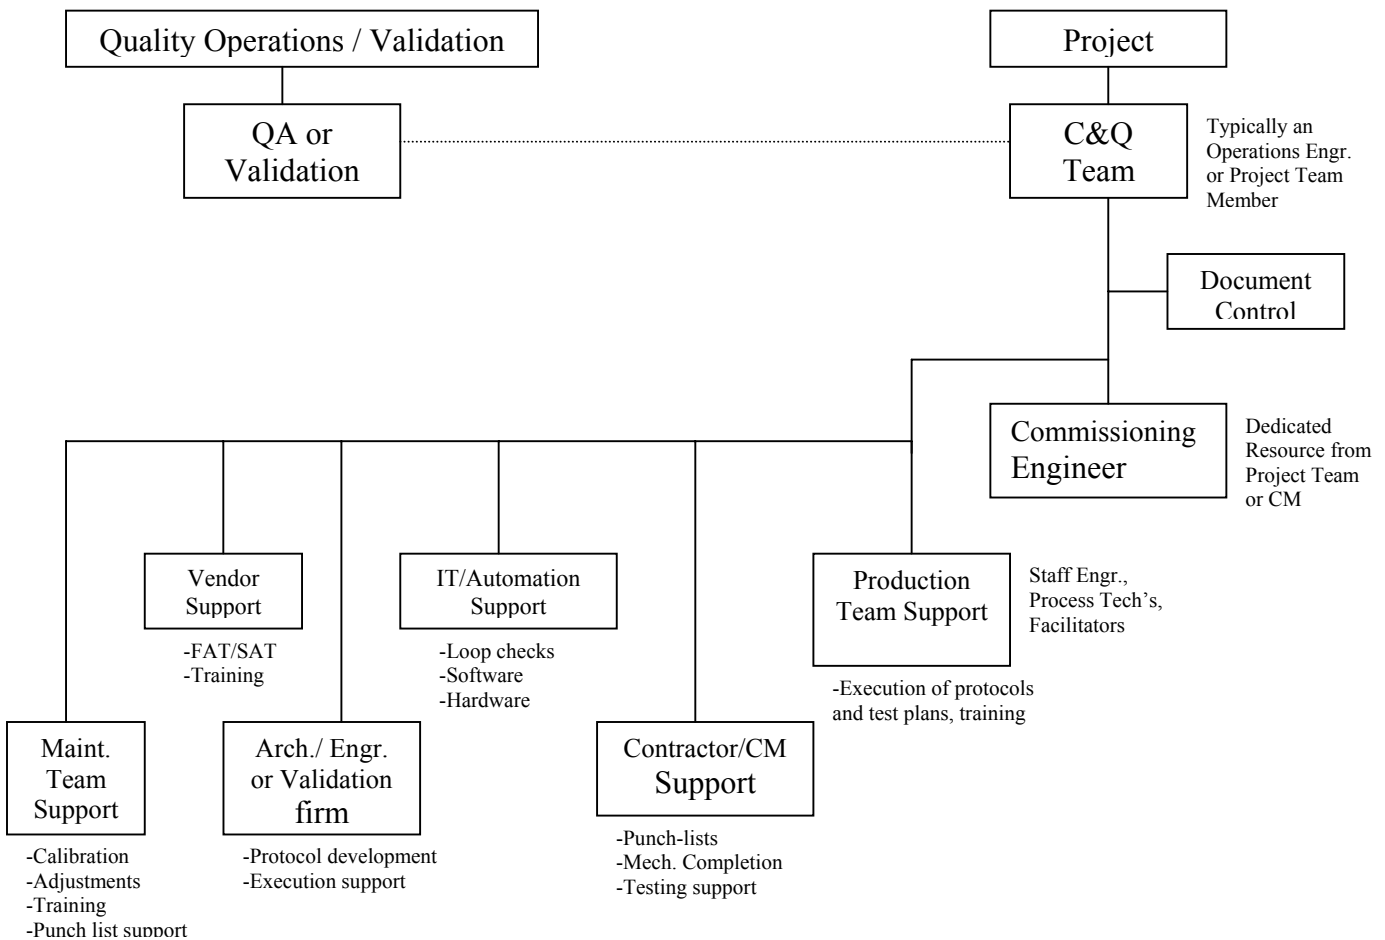 Quality Operations / Validation
Project
QA or
Validation
C&Q
Team
Typically an
Operations Engr.
or Project Team
Member
Document
Control
Commissioning
Engineer
Dedicated
Resource from
Project Team
or CM
Vendor
Support
-FAT/SAT
-Training
IT/Automation
Support
-Loop checks
-Software
-Hardware
Production
Team Support
Staff Engr.,
Process Tech’s,
Facilitators
-Execution of protocols
and test plans, training
Maint.
Team
Support
-Calibration
-Adjustments
-Training
-Punch list support
Arch./ Engr.
or Validation
firm
-Protocol development
-Execution support
Contractor/CM
Support
-Punch-lists
-Mech. Completion
-Testing support